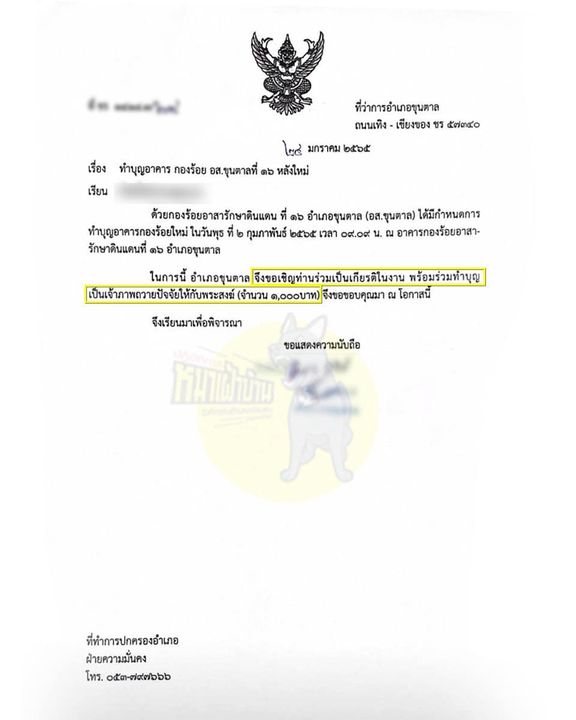 ที่ว่าการอำเภอขุนตาล
ถนนเทิง - เชียงของ ชร ๕๗๓๔๐
๒๘ มกราคม ๒๕๖๕
เรื่อง ทำบุญอาคาร กองร้อย อส.ขุนตาลที่ ๑๖ หลังใหม่
เรียน
ด้วยกองร้อยอาสารักษาดินแดน ที่ ๑๖ อำเภอขุนตาล (อส.ขุนตาล) ได้มีกำหนดการ
ทำบุญอาคารกองร้อยใหม่ ในวันพุธ ที่ ๒ กุมภาพันธ์ ๒๕๖๕ เวลา ๐๙.๐๙ น. ณ อาคารกองร้อยอาสา-
รักษาดินแดนที่ ๑๖ อำเภอขุนตาล
ในการนี้ อำเภอขุนตาล จึงขอเชิญท่านร่วมเป็นเกียรติในงาน พร้อมร่วมทำบุญ
เป็นเจ้าภาพถวายปัจจัยให้กับพระสงฆ์ (จำนวน ๑,๐๐๐บาท) จึงขอขอบคุณมา ณ โอกาสนี้
จึงเรียนมาเพื่อพิจารณา
ขอแสดงความนับถือ
หมาเฝ้าบ้าน
ที่ทำการปกครองอำเภอ
ฝ่ายความมั่นคง
โทร. ๐๕๓-๗๙๗๖๖๖